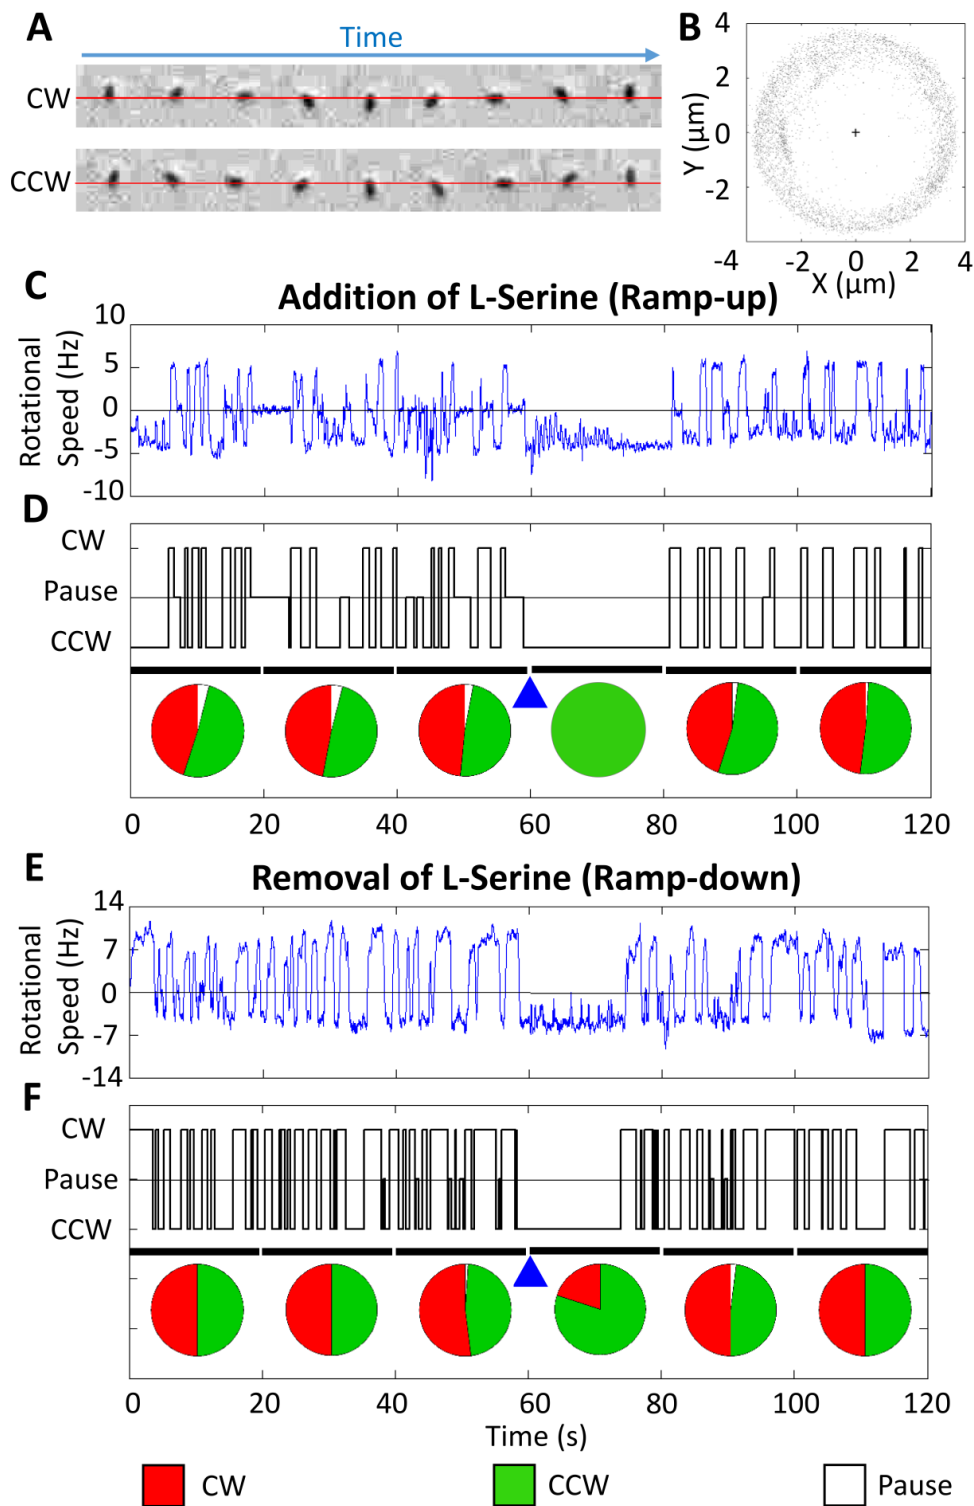 A
Time
CW
CCW
B
4
2
0
-2
-4
-2
0
2
4
Y (μm)
X (μm)
C
Addition of L-Serine (Ramp-up)
10
5
0
-5
-10
Rotational
Speed (Hz)
D
CW
Pause
CCW
0
20
40
60
80
100
120
E
Removal of L-Serine (Ramp-down)
14
7
0
-7
-14
Rotational
Speed (Hz)
F
CW
Pause
CCW
0
20
40
60
80
100
120
Time (s)
CW
CCW
Pause